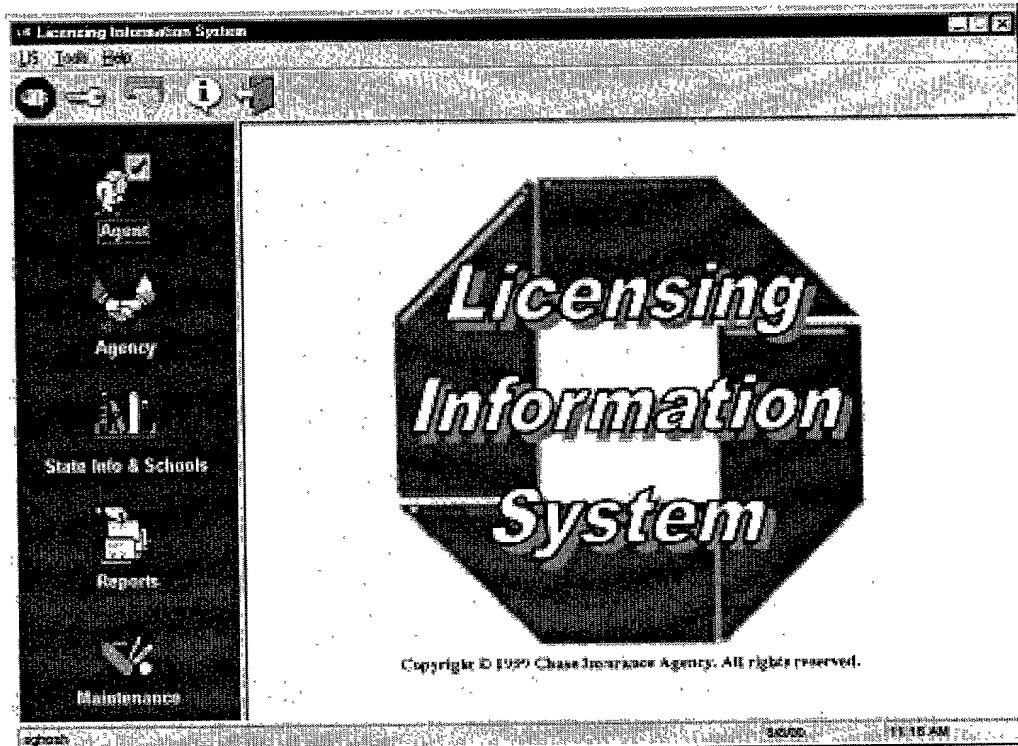 Licensing Information System
LIS Tools Help
Agent
Agency
State Info & Schools
Reports
Maintenance
Licensing
Information
System
Copyright © 1999 Chase Insurance Agency. All rights reserved.
11:16 AM